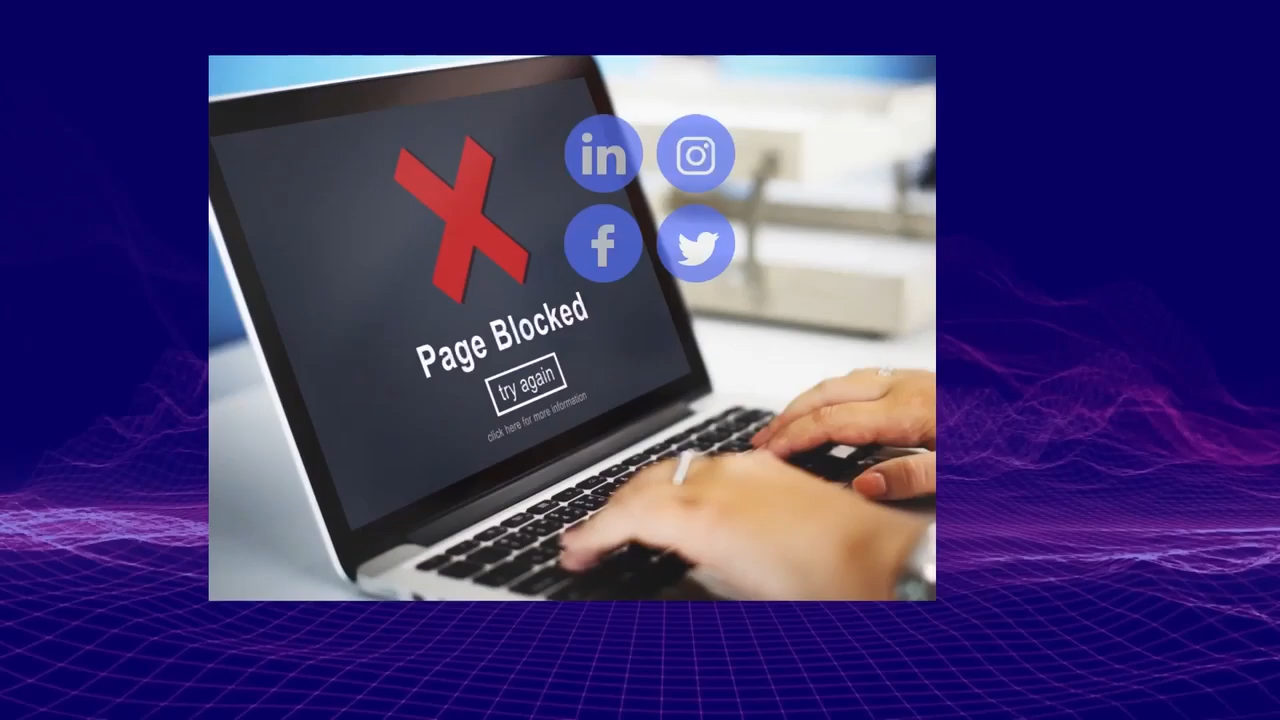 in
f
Page Blocked
try again
click here for more information